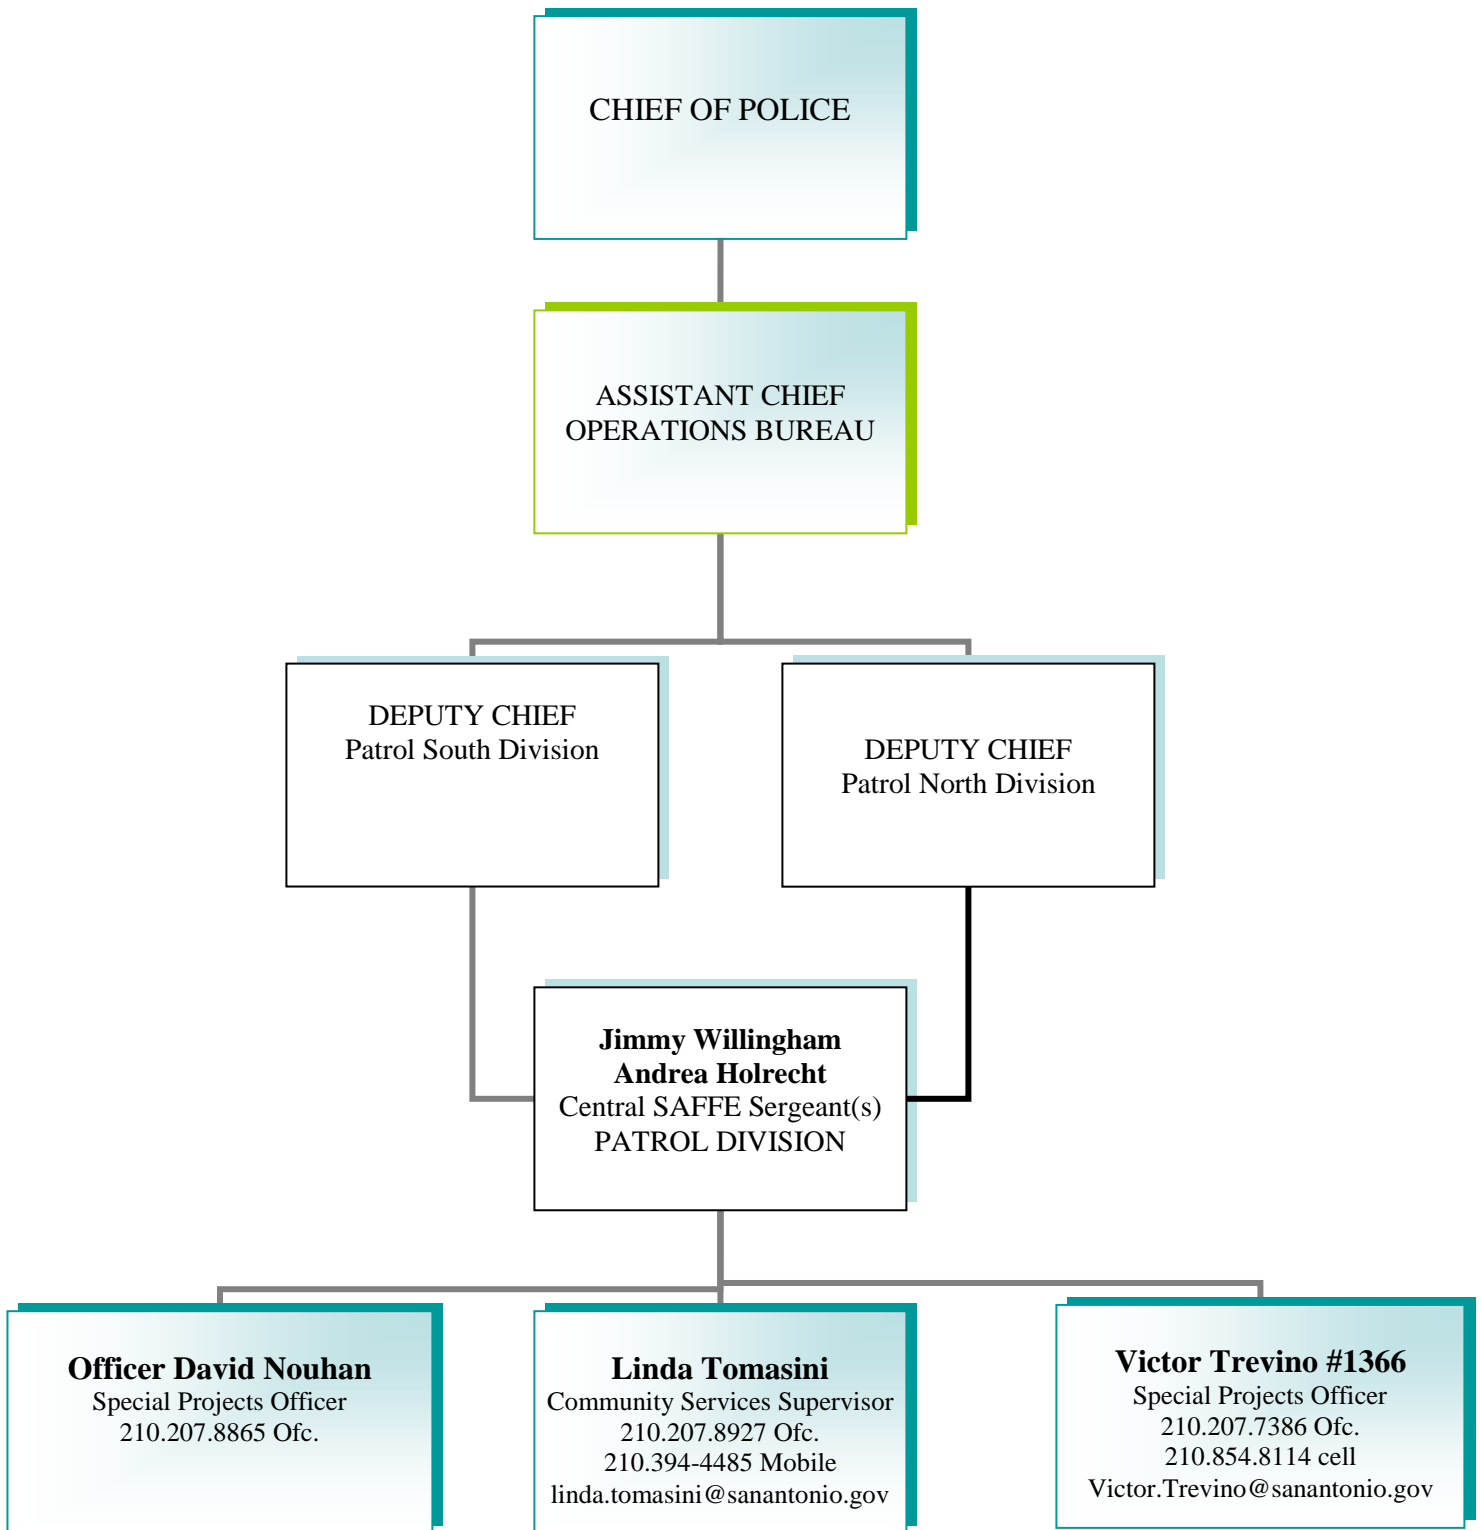 CHIEF OF POLICE
ASSISTANT CHIEF
OPERATIONS BUREAU
DEPUTY CHIEF
Patrol South Division
DEPUTY CHIEF
Patrol North Division
Jimmy Willingham
Andrea Holrecht
Central SAFFE Sergeant(s)
PATROL DIVISION
Officer David Nouhan
Special Projects Officer
210.207.8865 Ofc.
Linda Tomasini
Community Services Supervisor
210.207.8927 Ofc.
210.394-4485 Mobile
linda.tomasini@sanantonio.gov
Victor Trevino #1366
Special Projects Officer
210.207.7386 Ofc.
210.854.8114 cell
Victor.Trevino@sanantonio.gov